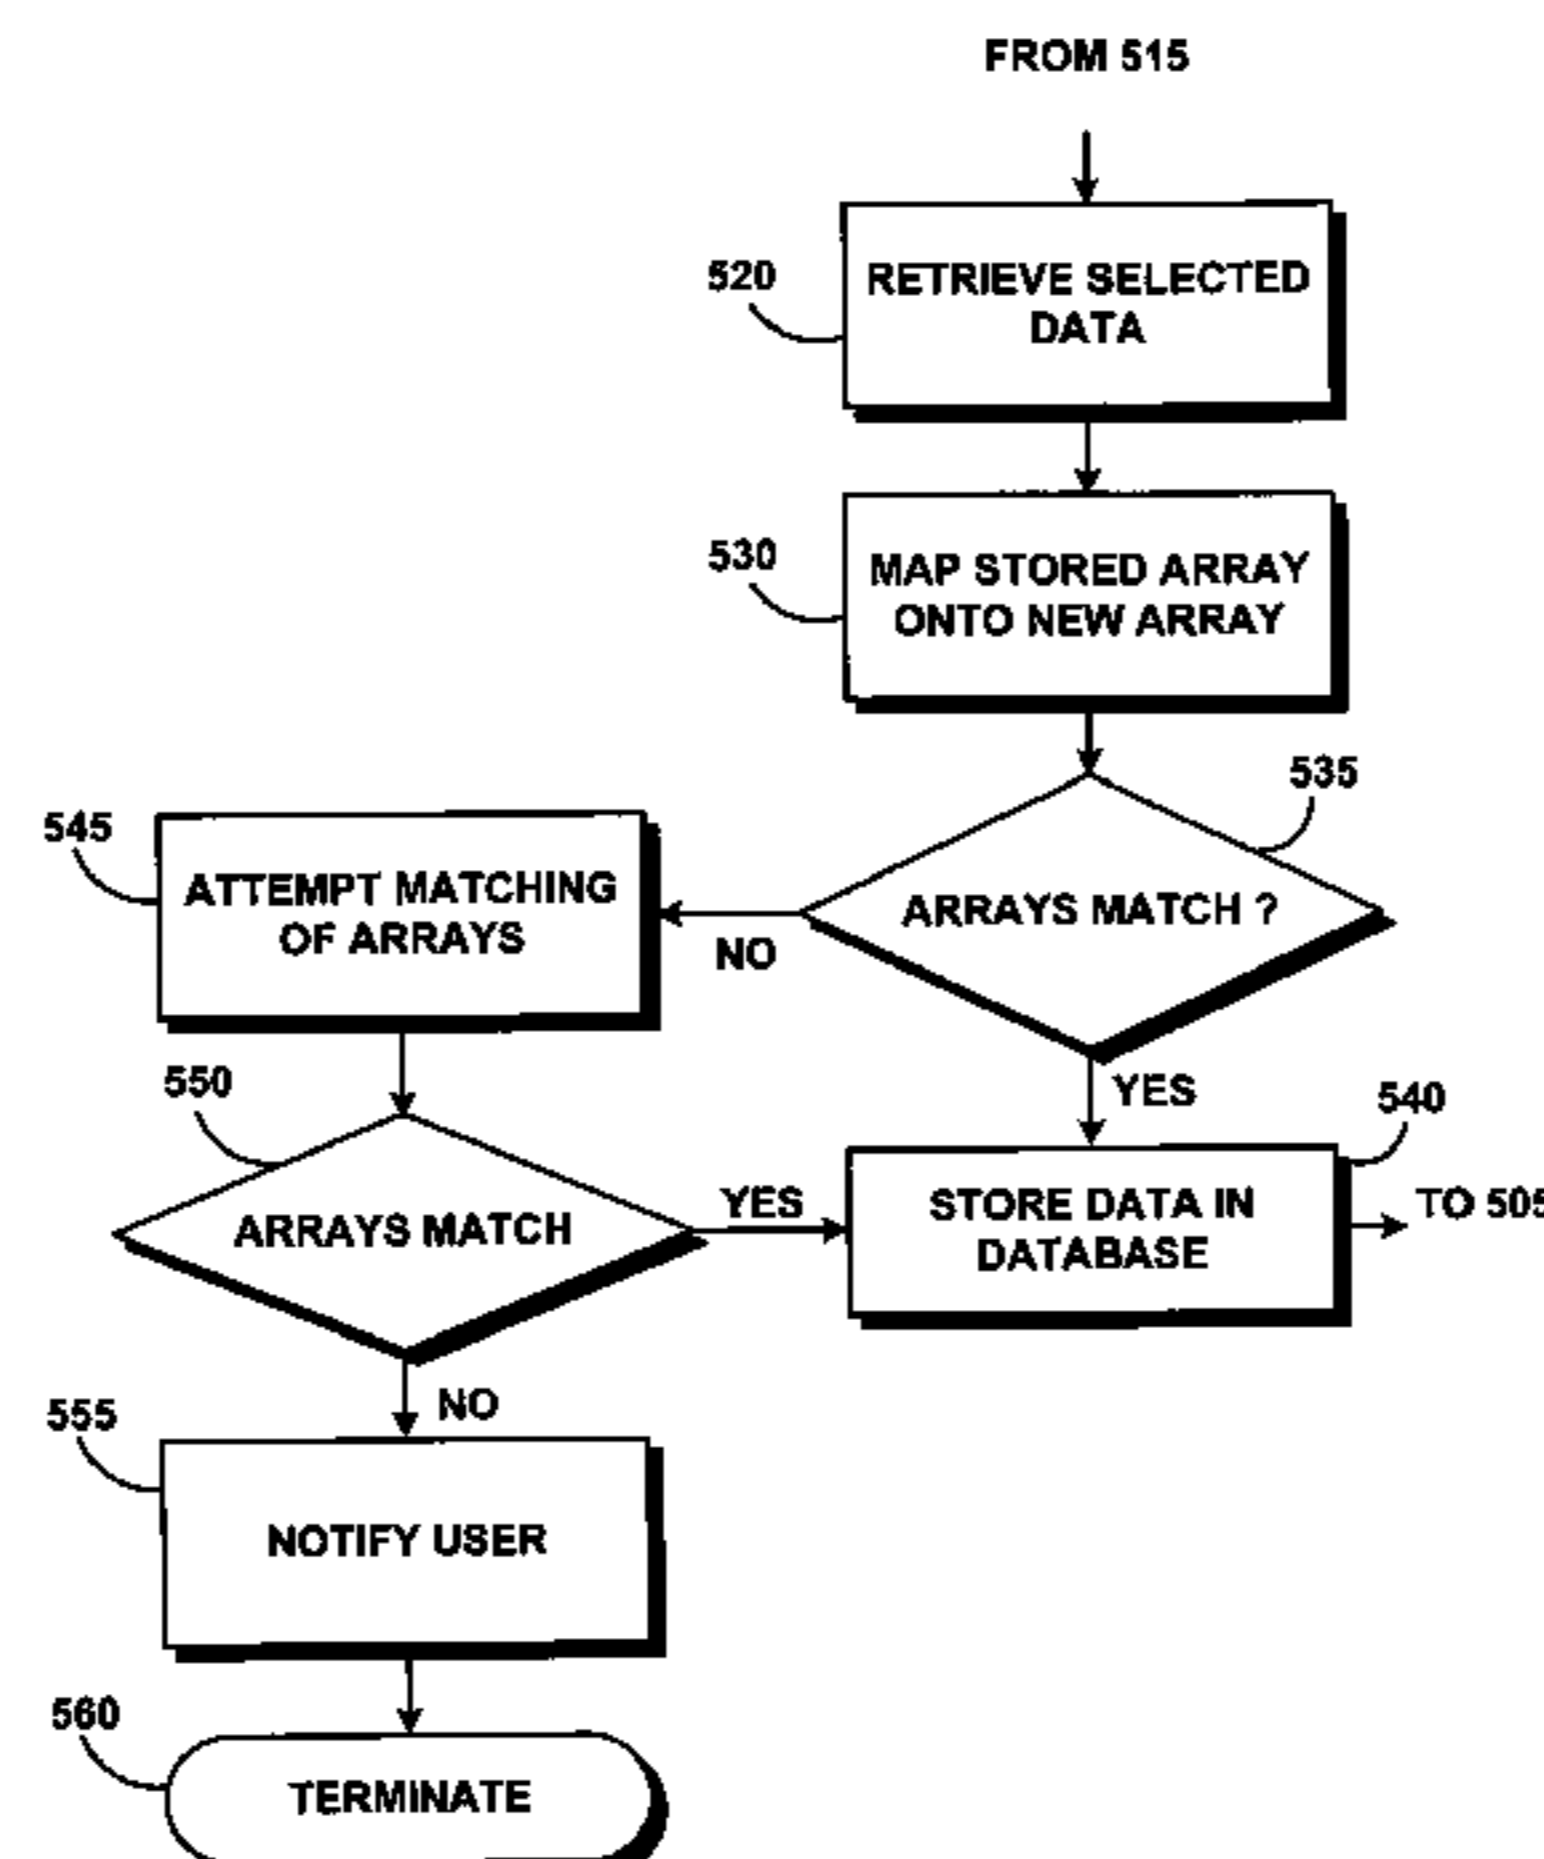 FROM 515
520
RETRIEVE SELECTED
DATA
530
MAP STORED ARRAY
ONTO NEW ARRAY
535
545
ATTEMPT MATCHING
OF ARRAYS
ARRAYS MATCH ?
NO
550
YES
540
ARRAYS MATCH
YES
STORE DATA IN
DATABASE
TO 505
555
NO
NOTIFY USER
560
TERMINATE